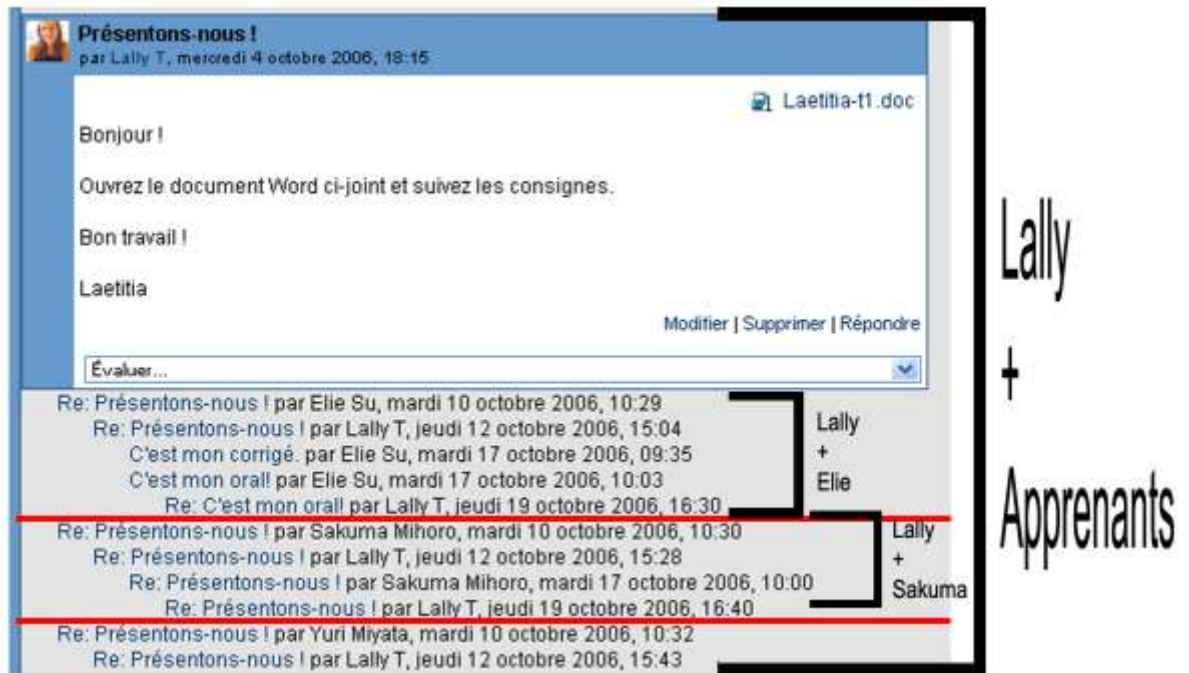 Présentons-nous !
par Lally T, mercredi 4 octobre 2006, 18:15
Laetitia-t1.doc
Bonjour !
Ouvrez le document Word ci-joint et suivez les consignes.
Bon travail !
Laetitia
Modifier | Supprimer | Répondre
Évaluer...
Re: Présentons-nous ! par Elie Su, mardi 10 octobre 2006, 10:29
Re: Présentons-nous ! par Lally T, jeudi 12 octobre 2006, 15:04
C'est mon corrigé. par Elie Su, mardi 17 octobre 2006, 09:35
C'est mon oral! par Elie Su, mardi 17 octobre 2006, 10:03
Re: C'est mon oral! par Lally T, jeudi 19 octobre 2006, 16:30
Lally
+
Elie
Re: Présentons-nous ! par Sakuma Mihoro, mardi 10 octobre 2006, 10:30
Re: Présentons-nous ! par Lally T, jeudi 12 octobre 2006, 15:28
Re: Présentons-nous ! par Sakuma Mihoro, mardi 17 octobre 2006, 10:00
Re: Présentons-nous ! par Lally T, jeudi 19 octobre 2006, 16:40
Lally
+
Sakuma
Re: Présentons-nous ! par Yuri Miyata, mardi 10 octobre 2006, 10:32
Re: Présentons-nous ! par Lally T, jeudi 12 octobre 2006, 15:43
Lally
+
Apprenants